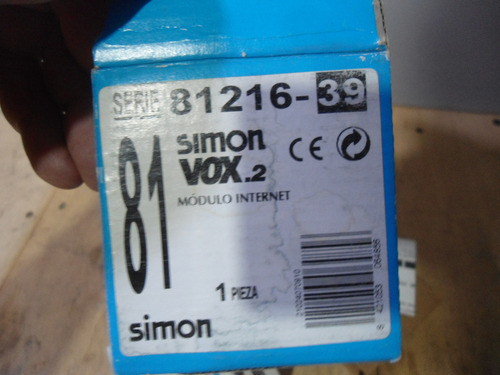 SERIE 81216-39
81
simon
VOX.2
CE
MÓDULO INTERNET
1 PIEZA
simon